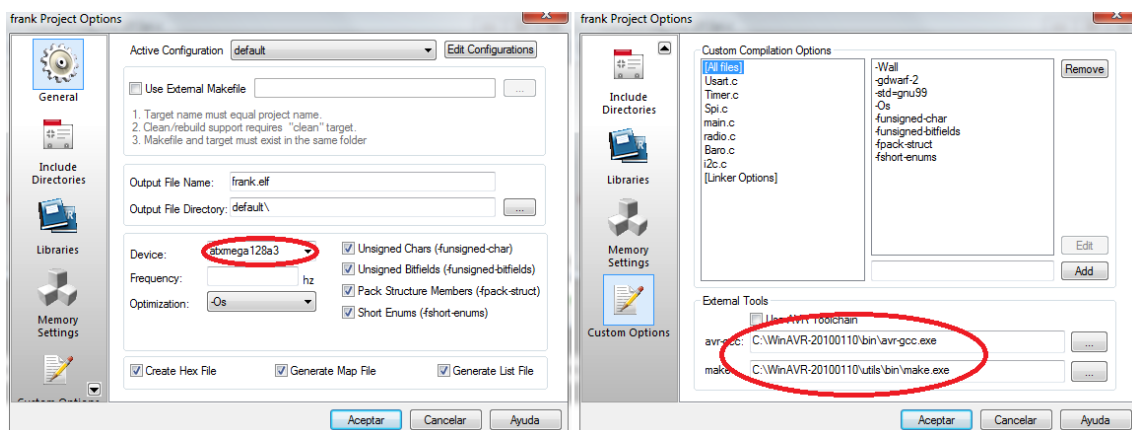 frank Project Options
General
Include
Directories
Libraries
Memory
Settings
Custom Options
Active Configuration default Edit Configurations
Use External Makefile ...
1. Target name must equal project name.
2. Clean/rebuild support requires "clean" target.
3. Makefile and target must exist in the same folder
Output File Name: frank.elf
Output File Directory: default\ ...
Device: atxmega128a3
Frequency: hz
Optimization: -Os
Unsigned Chars (-funsigned-char)
Unsigned Bitfields (-funsigned-bitfields)
Pack Structure Members (-fpack-struct)
Short Enums (-fshort-enums)
Create Hex File Generate Map File Generate List File
Aceptar Cancelar Ayuda
frank Project Options
Include
Directories
Libraries
Memory
Settings
Custom Options
Custom Compilation Options
[All files]
Usart.c
Timer.c
Spi.c
main.c
radio.c
Baro.c
i2c.c
[Linker Options]
-Wall
-gdwarf-2
-std=gnu99
-Os
-funsigned-char
-funsigned-bitfields
-fpack-struct
-fshort-enums
Remove
Edit
Add
External Tools
Use AVR Toolchain
avr-gcc: C:\WinAVR-20100110\bin\avr-gcc.exe ...
make: C:\WinAVR-20100110\utils\bin\make.exe ...
Aceptar Cancelar Ayuda